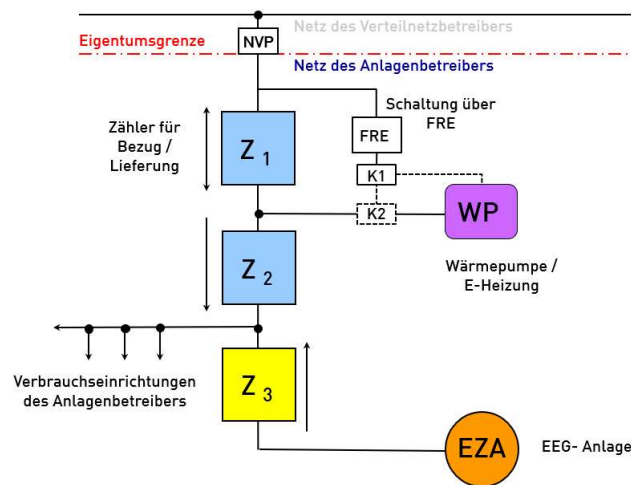 Netz des Verteilnetzbetreibers
Eigentumsgrenze
NVP
Netz des Anlagenbetreibers
Schaltung über
FRE
Zähler für
Bezug /
Lieferung
Z 1
FRE
K1
K2
WP
Z 2
Wärmepumpe /
E-Heizung
Z 3
Verbrauchseinrichtungen
des Anlagenbetreibers
EZA
EEG- Anlage